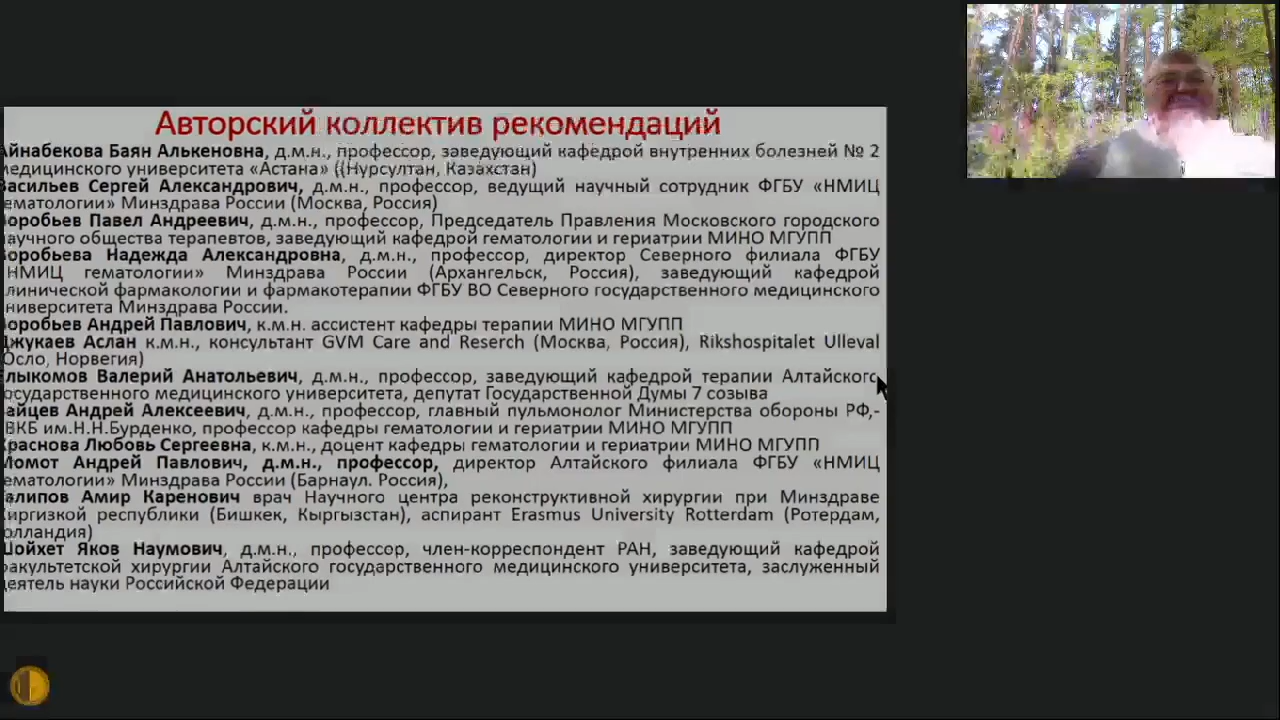 Авторский коллектив рекомендаций
Айнабекова Баян Алькеновна, д.м.н., профессор, заведующий кафедрой внутренних болезней № 2
медицинского университета «Астана» ((Нурсултан, Казахстан)
Васильев Сергей Александрович, д.м.н., профессор, ведущий научный сотрудник ФГБУ «НМИЦ
ематологии» Минздрава России (Москва, Россия)
оробьев Павел Андреевич, д.м.н., профессор, Председатель Правления Московского городского
научного общества терапевтов, заведующий кафедрой гематологии и гериатрии МИНО МГУПП
оробьева Надежда Александровна, д.м.н., профессор, директор Северного филиала ФГБУ
НМИЦ гематологии» Минздрава России (Архангельск, Россия), заведующий кафедрой
линической фармакологии и фармакотерапии ФГБУ ВО Северного государственного медицинского
ниверситета Минздрава России.
оробьев Андрей Павлович, к.м.н. ассистент кафедры терапии МИНО МГУПП
Джукаев Аслан к.м.н., консультант GVM Care and Reserch (Москва, Россия), Rikshospitalet Ulleval
Осло, Норвегия)
лыкомов Валерий Анатольевич, д.м.н., профессор, заведующий кафедрой терапии Алтайского
осударственного медицинского университета, депутат Государственной Думы 7 созыва
айцев Андрей Алексеевич, д.м.н., профессор, главный пульмонолог Министерства обороны РФ,-
ВКБ им.Н.Н.Бурденко, профессор кафедры гематологии и гериатрии МИНО МГУПП
раснова Любовь Сергеевна, к.м.н., доцент кафедры гематологии и гериатрии МИНО МГУПП
Момот Андрей Павлович, д.м.н., профессор, директор Алтайского филиала ФГБУ «НМИЦ
ематологии» Минздрава России (Барнаул. Россия),
алипов Амир Каренович врач Научного центра реконструктивной хирургии при Минздраве
иргизкой республики (Бишкек, Кыргызстан), аспирант Erasmus University Rotterdam (Ротердам,
олландия)
Шойхет Яков Наумович, д.м.н., профессор, член-корреспондент РАН, заведующий кафедрой
факультетской хирургии Алтайского государственного медицинского университета, заслуженный
деятель науки Российской Федерации